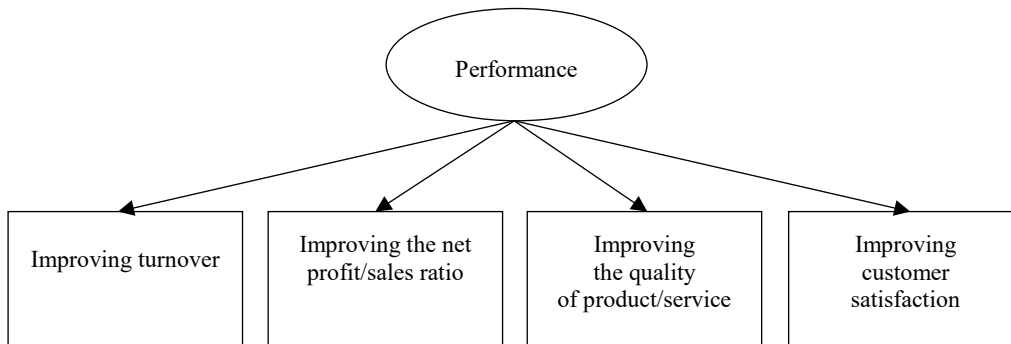 Performance
Improving turnover
Improving the net
profit/sales ratio
Improving
the quality
of product/service
Improving
customer
satisfaction